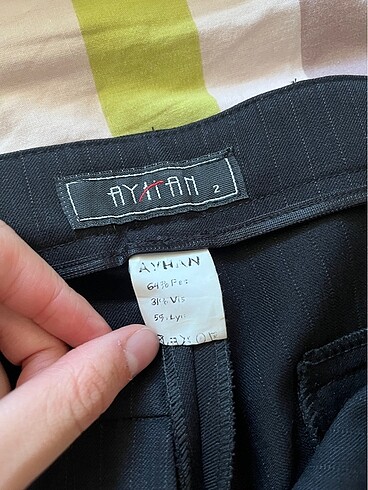 AYHAN 2
AYHAN
64% Pes
31% Vis
5% Lyc